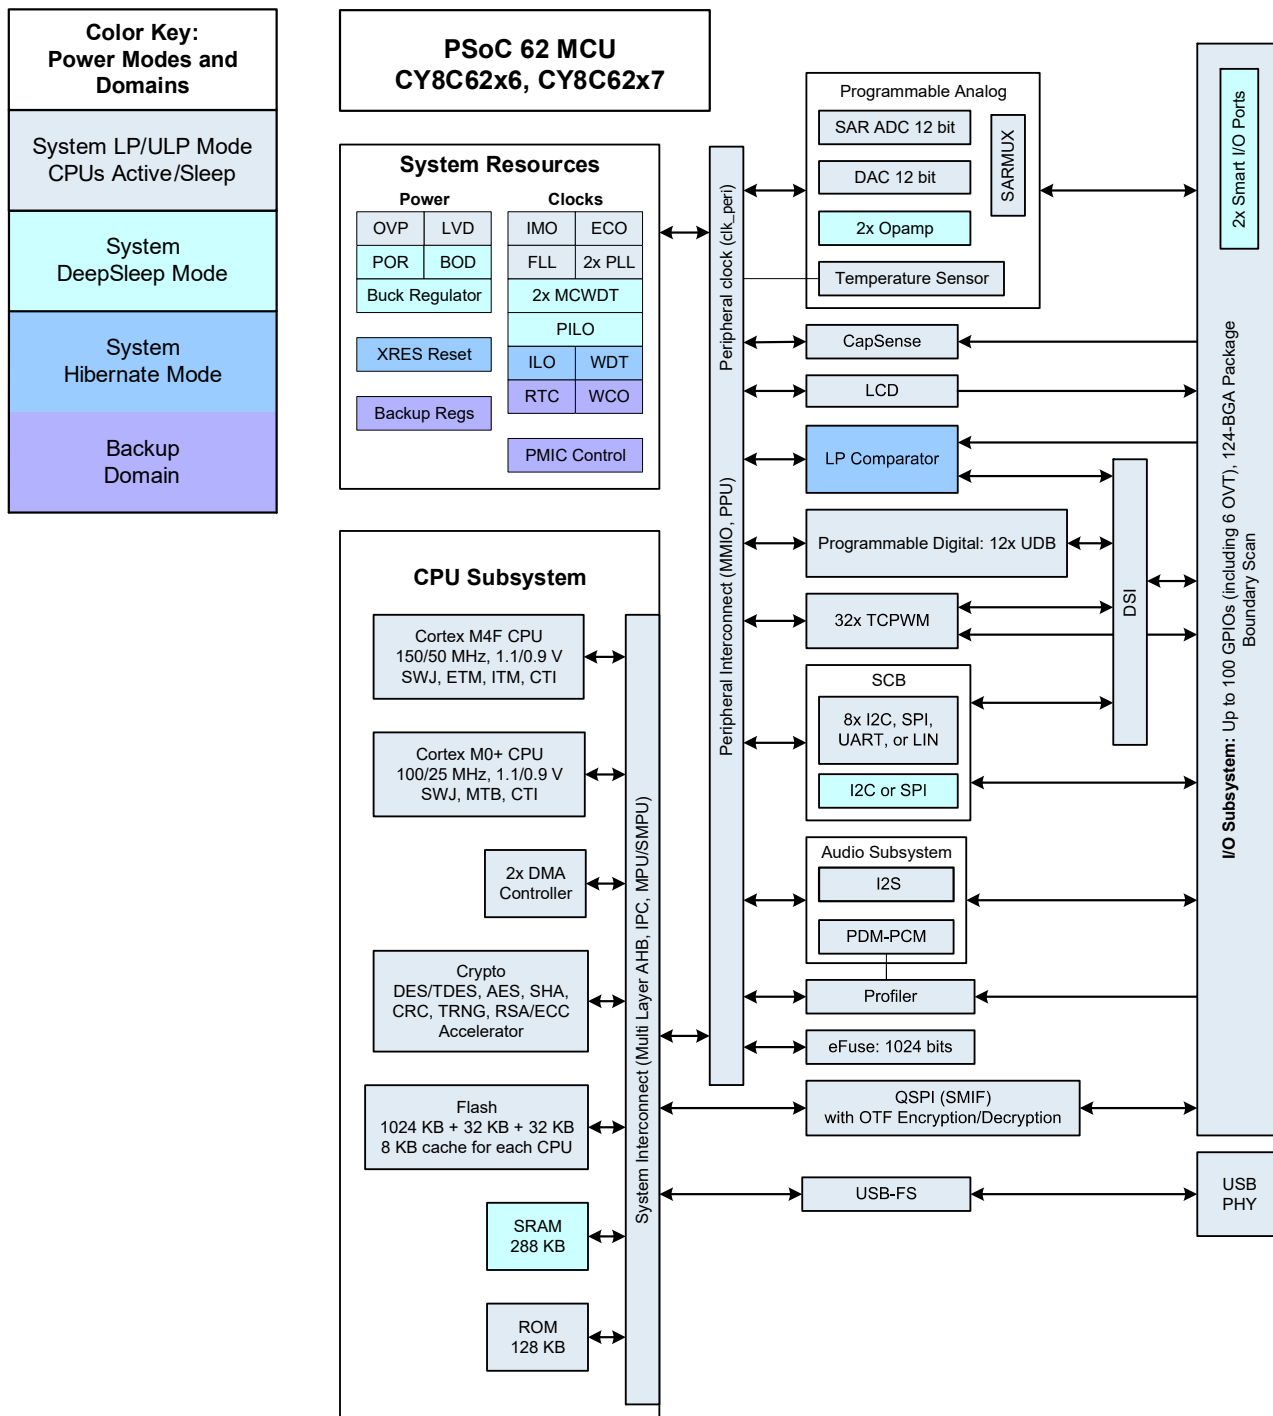 Color Key:
Power Modes and
Domains
System LP/ULP Mode
CPUs Active/Sleep
System
DeepSleep Mode
System
Hibernate Mode
Backup
Domain
PSoC 62 MCU
CY8C62x6, CY8C62x7
System Resources
Power
Clocks
OVP
LVD
POR
BOD
Buck Regulator
XRES Reset
Backup Regs
IMO
ECO
FLL
2x PLL
2x MCWDT
PILO
ILO
WDT
RTC
WCO
PMIC Control
CPU Subsystem
Cortex M4F CPU
150/50 MHz, 1.1/0.9 V
SWJ, ETM, ITM, CTI
Cortex M0+ CPU
100/25 MHz, 1.1/0.9 V
SWJ, MTB, CTI
2x DMA
Controller
Crypto
DES/TDES, AES, SHA,
CRC, TRNG, RSA/ECC
Accelerator
Flash
1024 KB + 32 KB + 32 KB
8 KB cache for each CPU
SRAM
288 KB
ROM
128 KB
System Interconnect (Multi Layer AHB, IPC, MPU/SMPU)
Peripheral clock (clk_peri)
Peripheral Interconnect (MMIO, PPU)
Programmable Analog
SAR ADC 12 bit
DAC 12 bit
2x Opamp
SARMUX
Temperature Sensor
CapSense
LCD
LP Comparator
Programmable Digital: 12x UDB
32x TCPWM
SCB
8x I2C, SPI,
UART, or LIN
I2C or SPI
Audio Subsystem
I2S
PDM-PCM
Profiler
eFuse: 1024 bits
QSPI (SMIF)
with OTF Encryption/Decryption
USB-FS
DSI
2x Smart I/O Ports
I/O Subsystem: Up to 100 GPIOs (including 6 OVT), 124-BGA Package
Boundary Scan
USB
PHY